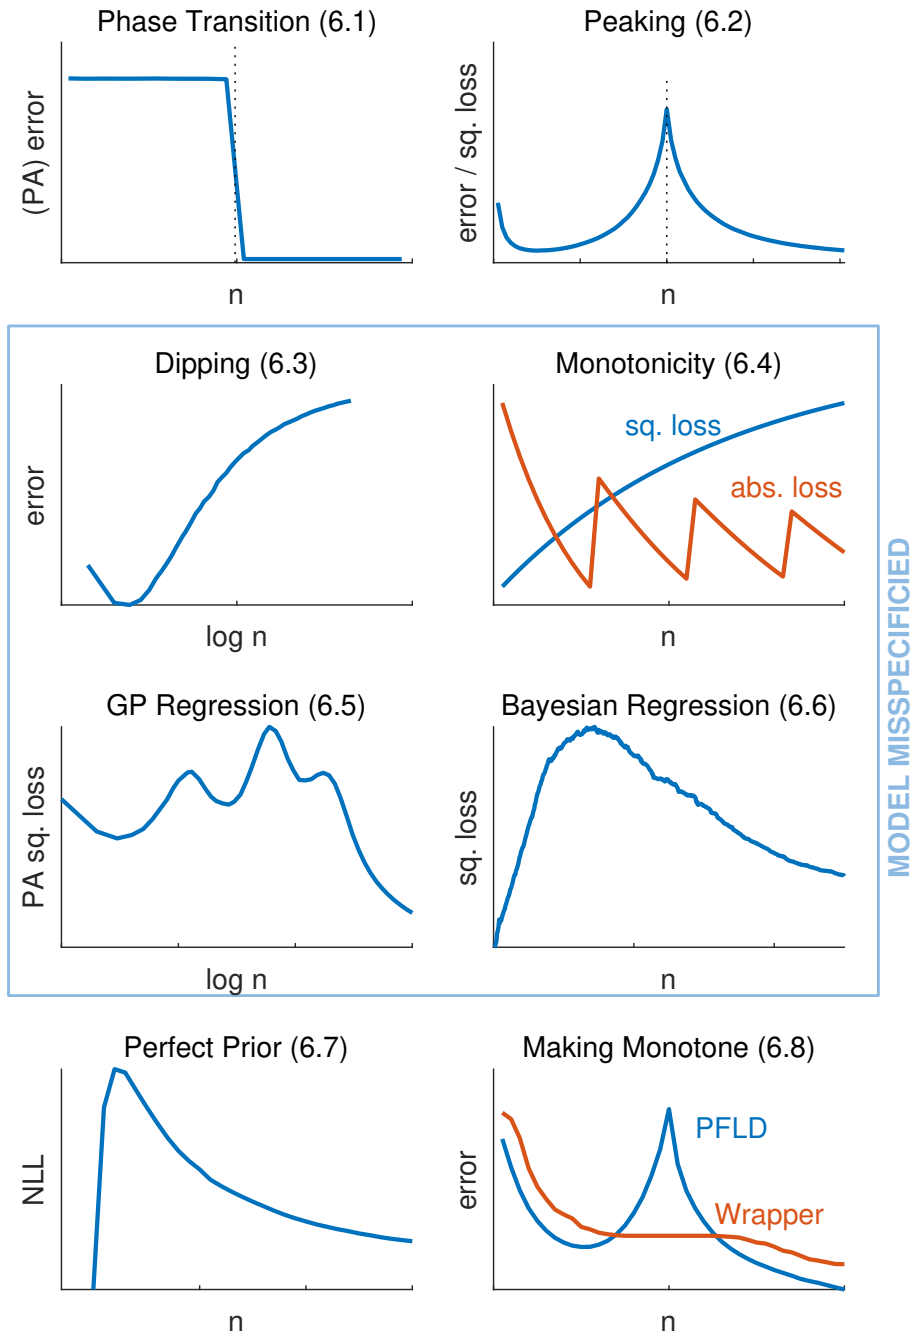 Phase Transition (6.1)
(PA) error
n
Peaking (6.2)
error / sq. loss
n
Dipping (6.3)
error
log n
Monotonicity (6.4)
sq. loss
abs. loss
n
GP Regression (6.5)
PA sq. loss
log n
Bayesian Regression (6.6)
sq. loss
n
MODEL MISSPECIFICIED
Perfect Prior (6.7)
NLL
n
Making Monotone (6.8)
error
PFLD
Wrapper
n